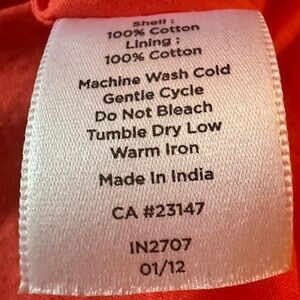 Shell :
100% Cotton
Lining :
100% Cotton
Machine Wash Cold
Gentle Cycle
Do Not Bleach
Tumble Dry Low
Warm Iron
Made In India
CA #23147
IN2707
01/12